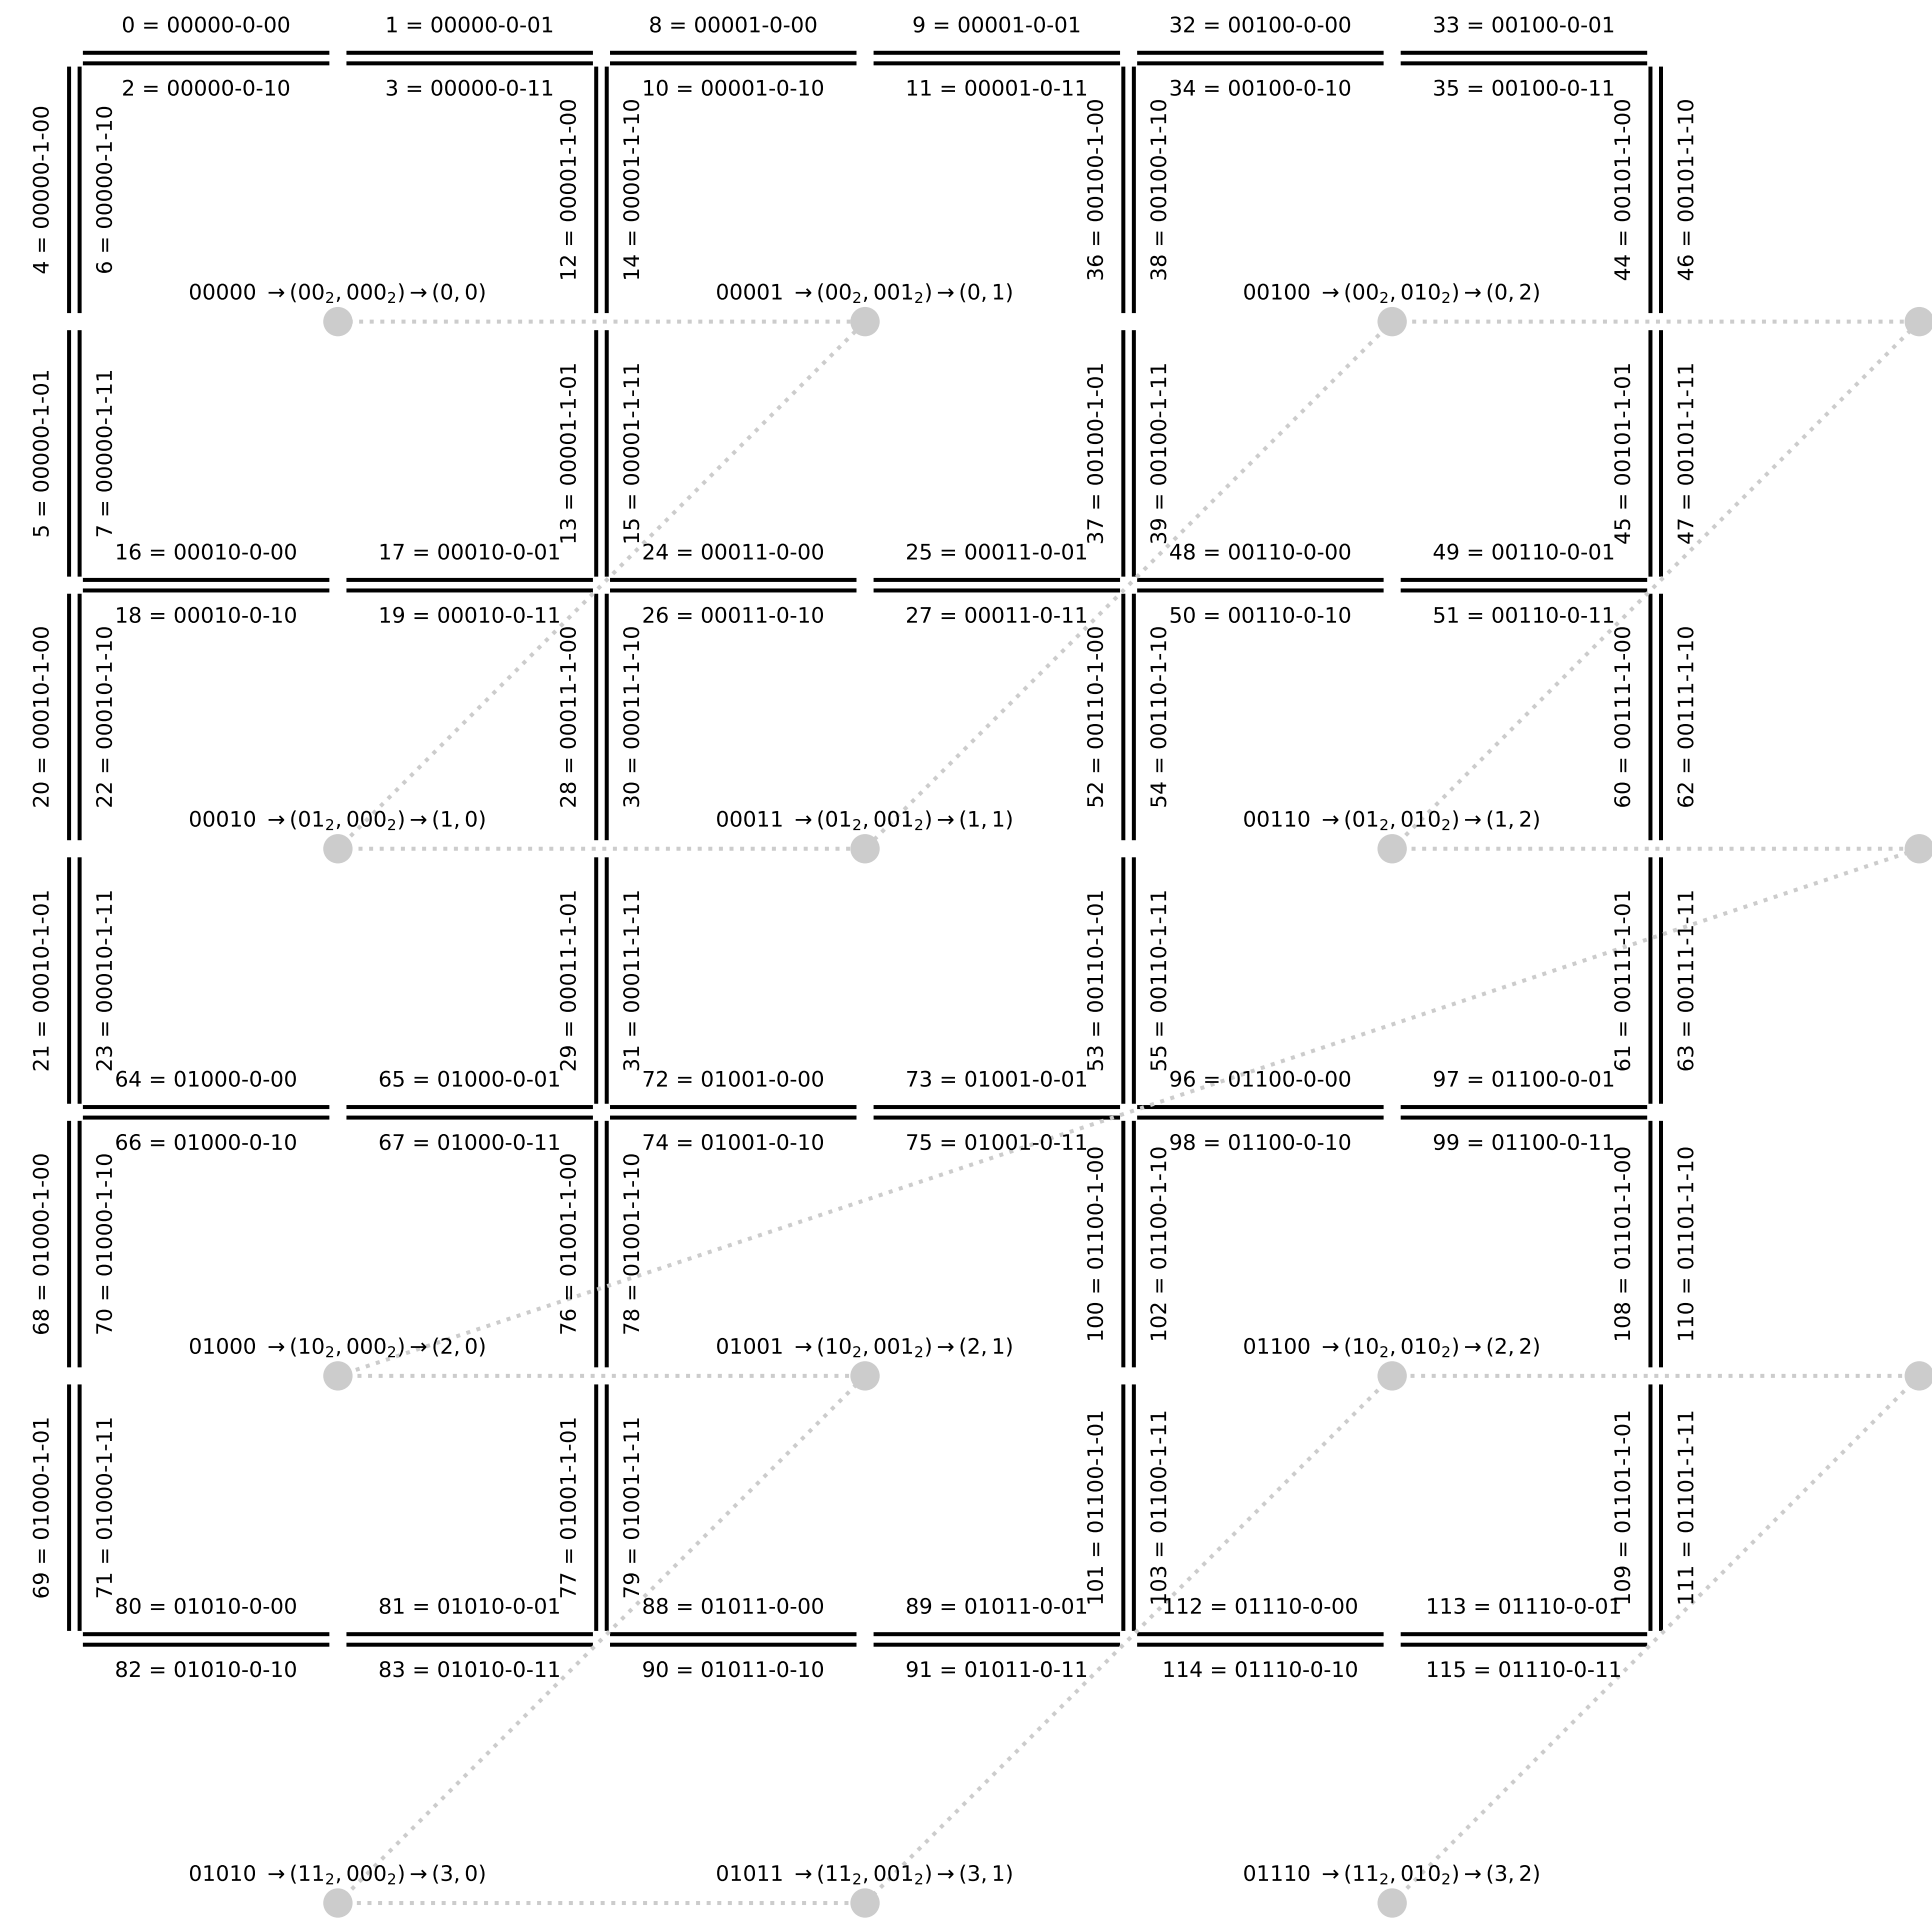 0 = 00000-0-00
1 = 00000-0-01
8 = 00001-0-00
9 = 00001-0-01
32 = 00100-0-00
33 = 00100-0-01
2 = 00000-0-10
3 = 00000-0-11
10 = 00001-0-10
11 = 00001-0-11
34 = 00100-0-10
35 = 00100-0-11
4 = 00000-1-00
6 = 00000-1-10
12 = 00001-1-00
14 = 00001-1-10
36 = 00100-1-00
38 = 00100-1-10
44 = 00101-1-00
46 = 00101-1-10
00000 → (00₂, 000₂) → (0, 0)
00001 → (00₂, 001₂) → (0, 1)
00100 → (00₂, 010₂) → (0, 2)
5 = 00000-1-01
7 = 00000-1-11
13 = 00001-1-01
15 = 00001-1-11
37 = 00100-1-01
39 = 00100-1-11
45 = 00101-1-01
47 = 00101-1-11
16 = 00010-0-00
17 = 00010-0-01
24 = 00011-0-00
25 = 00011-0-01
48 = 00110-0-00
49 = 00110-0-01
18 = 00010-0-10
19 = 00010-0-11
26 = 00011-0-10
27 = 00011-0-11
50 = 00110-0-10
51 = 00110-0-11
20 = 00010-1-00
22 = 00010-1-10
28 = 00011-1-00
30 = 00011-1-10
52 = 00110-1-00
54 = 00110-1-10
60 = 00111-1-00
62 = 00111-1-10
00010 → (01₂, 000₂) → (1, 0)
00011 → (01₂, 001₂) → (1, 1)
00110 → (01₂, 010₂) → (1, 2)
21 = 00010-1-01
23 = 00010-1-11
29 = 00011-1-01
31 = 00011-1-11
53 = 00110-1-01
55 = 00110-1-11
61 = 00111-1-01
63 = 00111-1-11
64 = 01000-0-00
65 = 01000-0-01
72 = 01001-0-00
73 = 01001-0-01
96 = 01100-0-00
97 = 01100-0-01
66 = 01000-0-10
67 = 01000-0-11
74 = 01001-0-10
75 = 01001-0-11
98 = 01100-0-10
99 = 01100-0-11
68 = 01000-1-00
70 = 01000-1-10
76 = 01001-1-00
78 = 01001-1-10
100 = 01100-1-00
102 = 01100-1-10
108 = 01101-1-00
110 = 01101-1-10
01000 → (10₂, 000₂) → (2, 0)
01001 → (10₂, 001₂) → (2, 1)
01100 → (10₂, 010₂) → (2, 2)
69 = 01000-1-01
71 = 01000-1-11
77 = 01001-1-01
79 = 01001-1-11
101 = 01100-1-01
103 = 01100-1-11
109 = 01101-1-01
111 = 01101-1-11
80 = 01010-0-00
81 = 01010-0-01
88 = 01011-0-00
89 = 01011-0-01
112 = 01110-0-00
113 = 01110-0-01
82 = 01010-0-10
83 = 01010-0-11
90 = 01011-0-10
91 = 01011-0-11
114 = 01110-0-10
115 = 01110-0-11
01010 → (11₂, 000₂) → (3, 0)
01011 → (11₂, 001₂) → (3, 1)
01110 → (11₂, 010₂) → (3, 2)